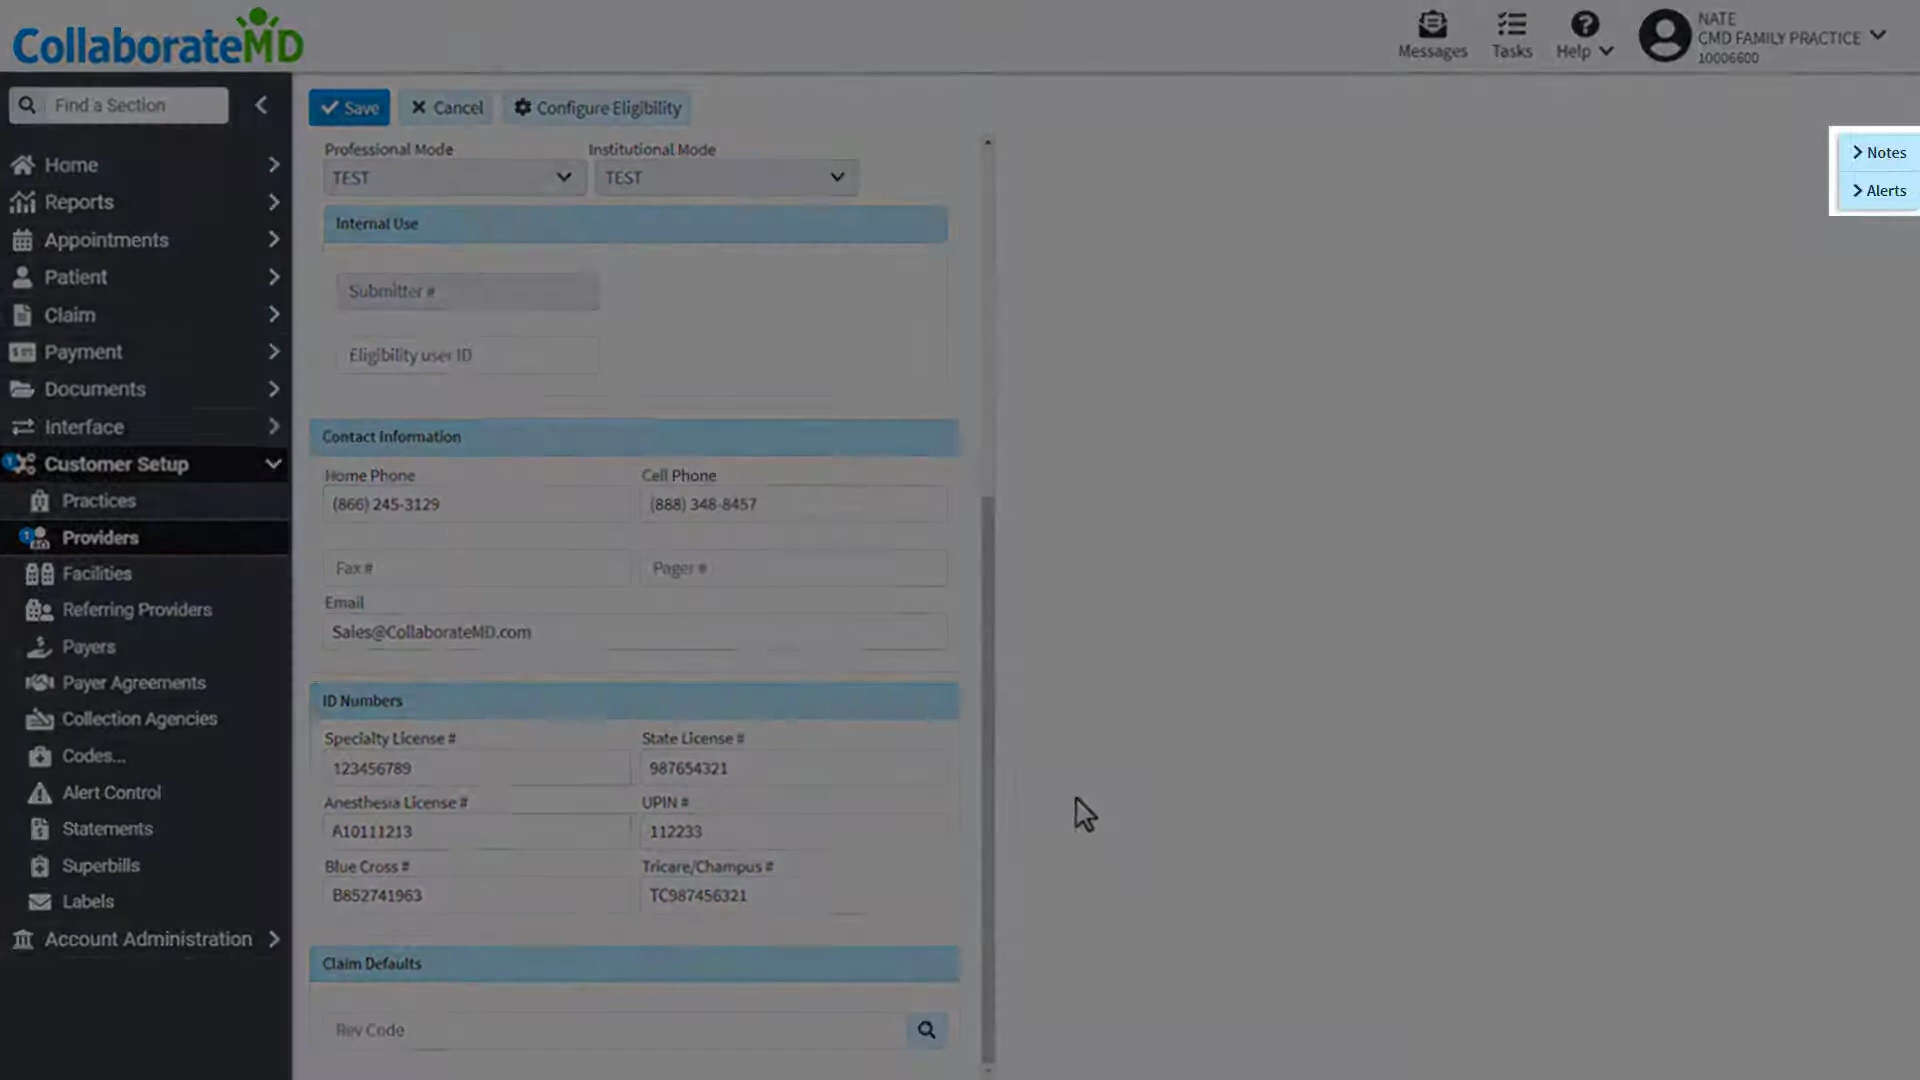 CollaborateMD
Messages
Tasks
Help
NATE
CMD FAMILY PRACTICE
10006600
Find a Section
Home
Reports
Appointments
Patient
Claim
Payment
Documents
Interface
1
Customer Setup
Practices
1
Providers
Facilities
Referring Providers
Payers
Payer Agreements
Collection Agencies
Codes...
Alert Control
Statements
Superbills
Labels
Account Administration
Save
Cancel
Configure Eligibility
Professional Mode
Institutional Mode
TEST
TEST
Internal Use
Submitter #
Eligibility user ID
Contact Information
Home Phone
Cell Phone
(866) 245-3129
(888) 348-8457
Fax #
Pager #
Email
Sales@CollaborateMD.com
ID Numbers
Specialty License #
State License #
123456789
987654321
Anesthesia License #
UPIN #
A10111213
112233
Blue Cross #
Tricare/Champus #
B852741963
TC987456321
Claim Defaults
Rev Code
Notes
Alerts